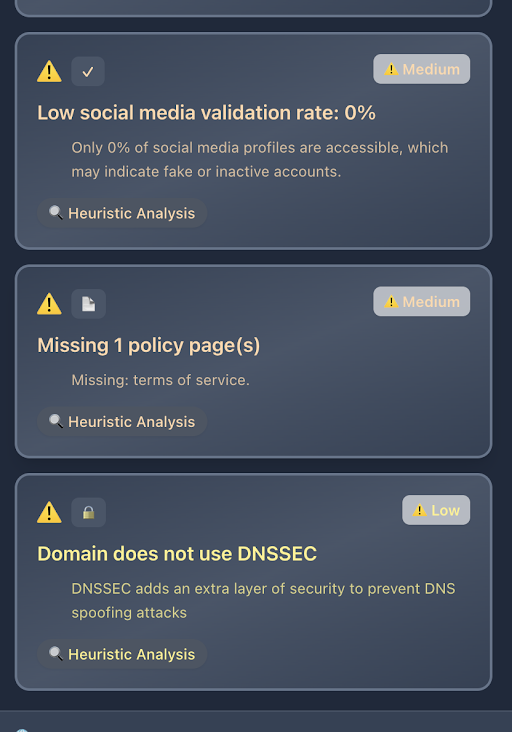 Medium
Low social media validation rate: 0%
Only 0% of social media profiles are accessible, which
may indicate fake or inactive accounts.
Heuristic Analysis
Medium
Missing 1 policy page(s)
Missing: terms of service.
Heuristic Analysis
Low
Domain does not use DNSSEC
DNSSEC adds an extra layer of security to prevent DNS
spoofing attacks
Heuristic Analysis